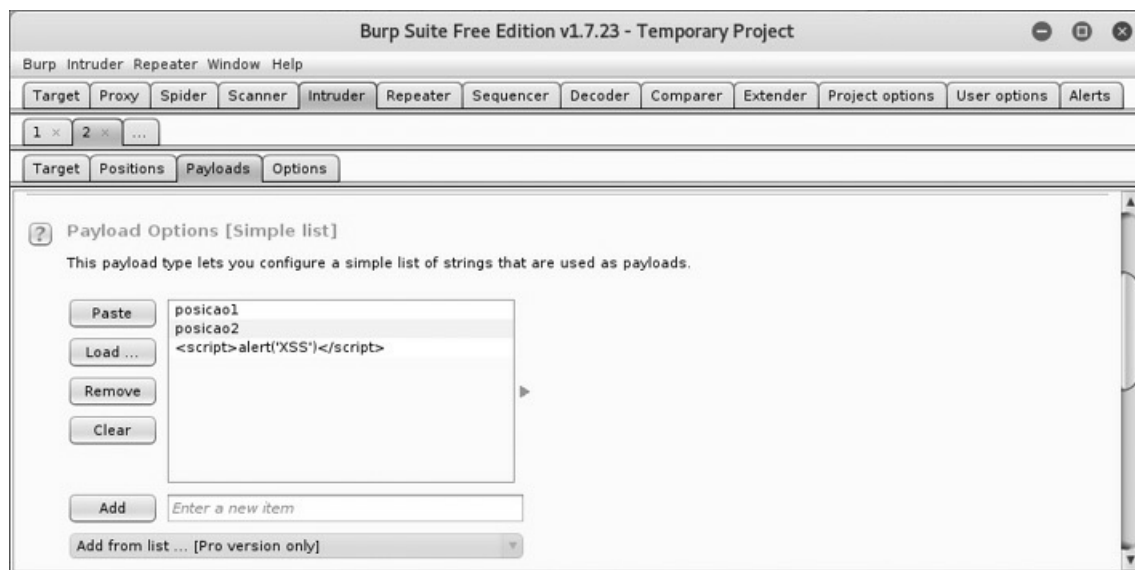 Burp Suite Free Edition v1.7.23 - Temporary Project
Burp Intruder Repeater Window Help
Target Proxy Spider Scanner Intruder Repeater Sequencer Decoder Comparer Extender Project options User options Alerts
1 × 2 × ...
Target Positions Payloads Options
? Payload Options [Simple list]
This payload type lets you configure a simple list of strings that are used as payloads.
Paste
Load ...
Remove
Clear
posicao1
posicao2
<script>alert('XSS')</script>
Add Enter a new item
Add from list ... [Pro version only]